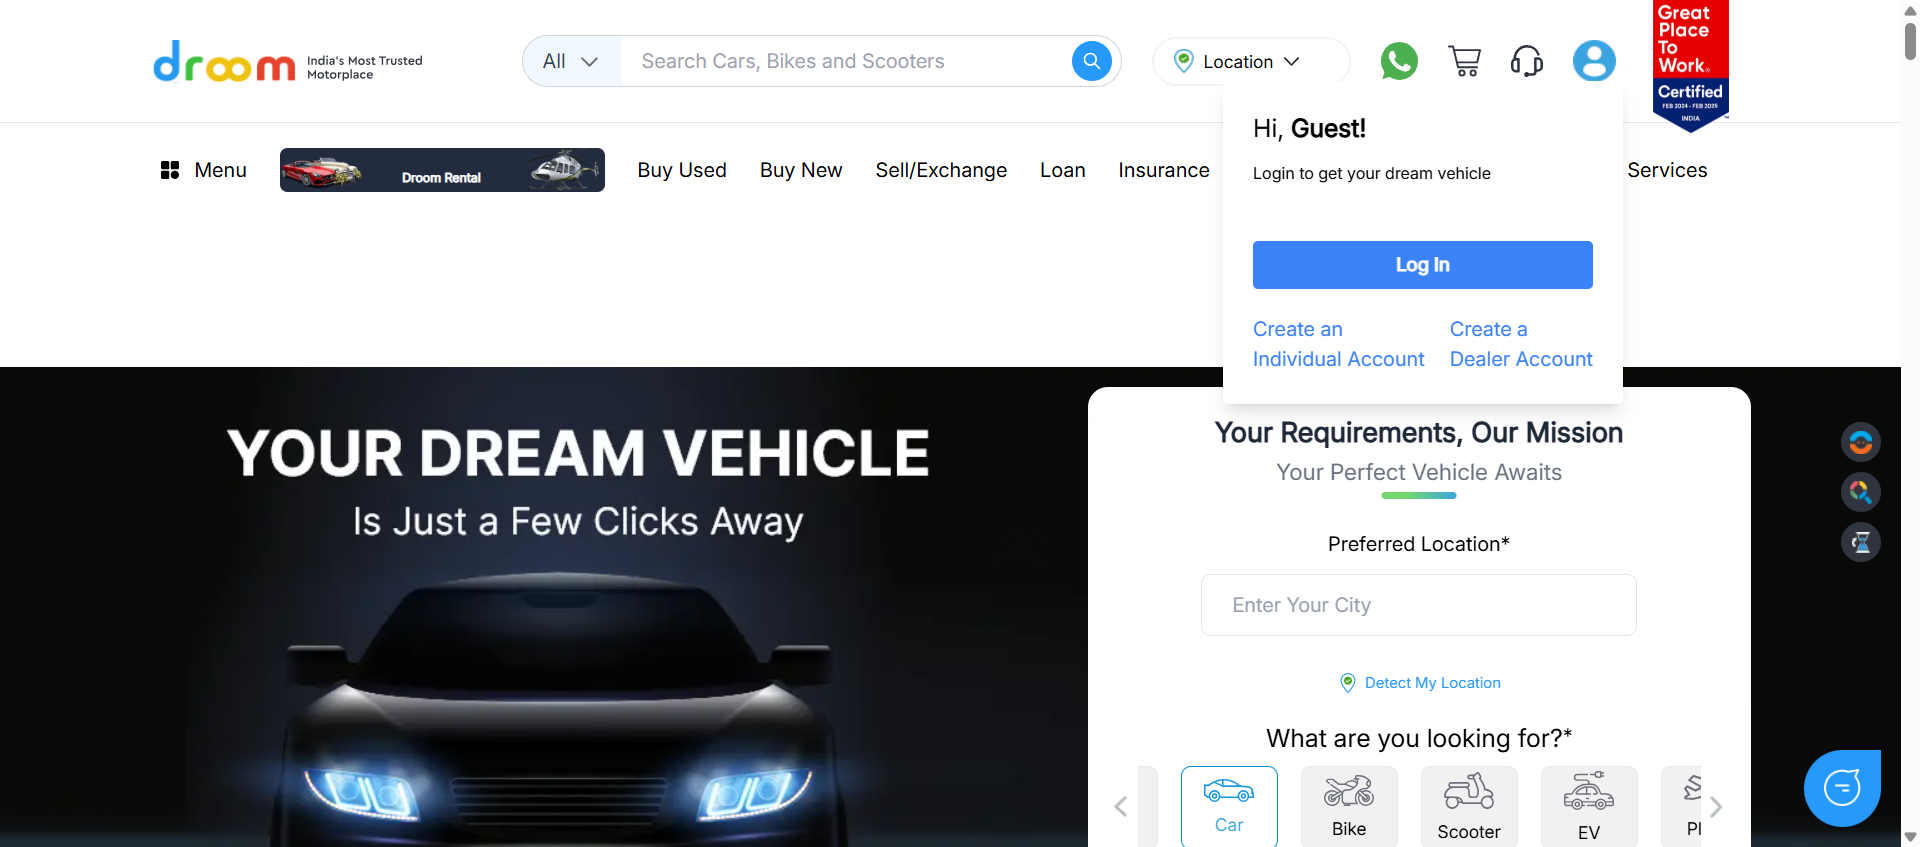 droom
India's Most Trusted
Motorplace
All
Search Cars, Bikes and Scooters
Location
Great
Place
To
Work.
Certified
FEB 2024 - FEB 2025
INDIA
Hi, Guest!
Login to get your dream vehicle
Log In
Create an
Individual Account
Create a
Dealer Account
Menu
Droom Rental
Buy Used
Buy New
Sell/Exchange
Loan
Insurance
Services
YOUR DREAM VEHICLE
Is Just a Few Clicks Away
Your Requirements, Our Mission
Your Perfect Vehicle Awaits
Preferred Location*
Enter Your City
Detect My Location
What are you looking for?*
Car
Bike
Scooter
EV